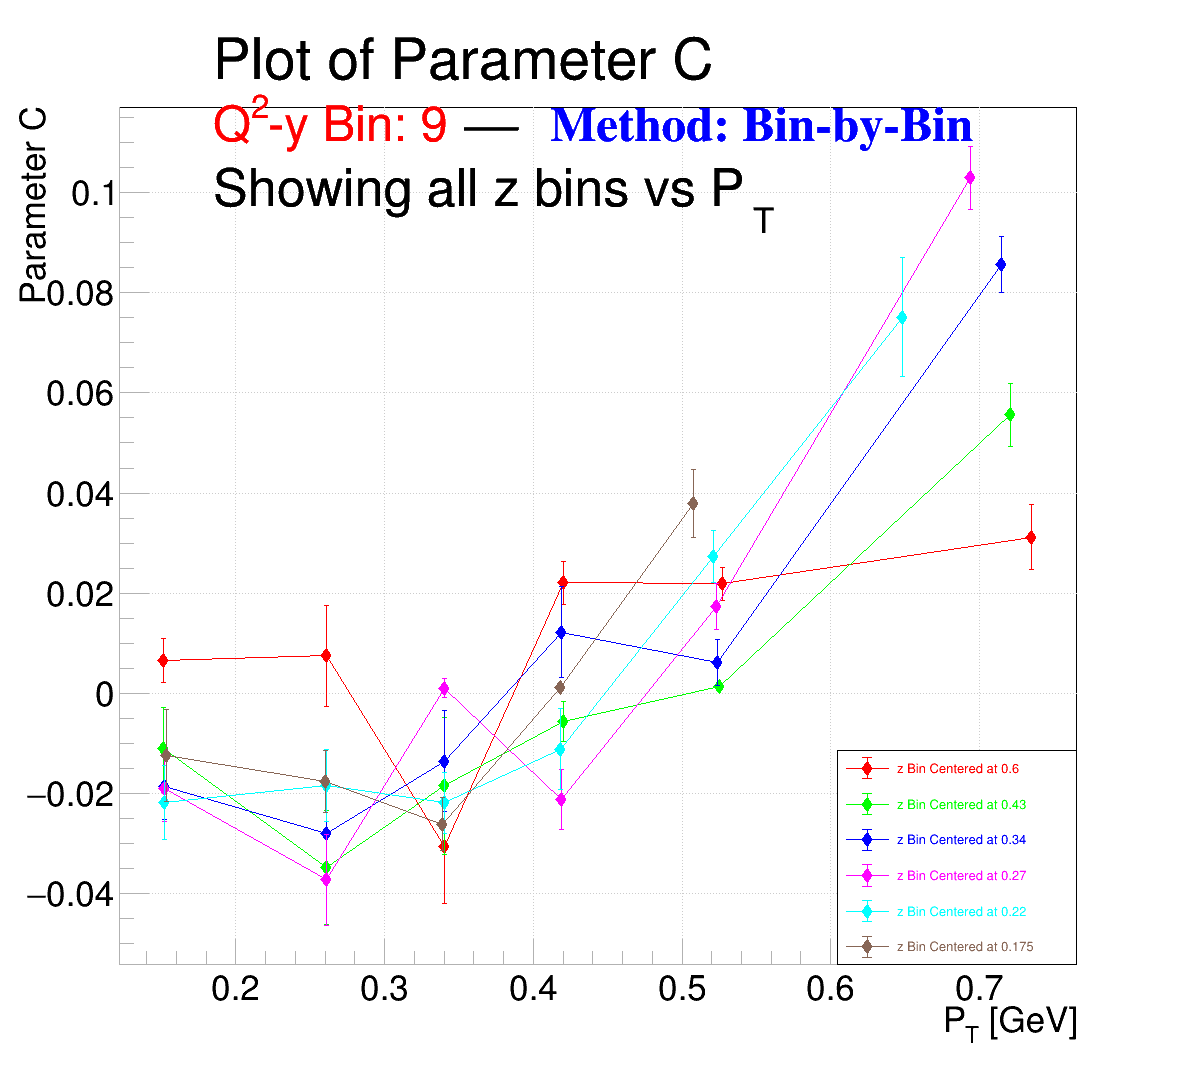 Plot of Parameter C
Q²-y Bin: 9 — Method: Bin-by-Bin
Showing all z bins vs P_T
Parameter C
0.1
0.08
0.06
0.04
0.02
0
−0.02
−0.04
z Bin Centered at 0.6
z Bin Centered at 0.43
z Bin Centered at 0.34
z Bin Centered at 0.27
z Bin Centered at 0.22
z Bin Centered at 0.175
0.2 0.3 0.4 0.5 0.6 0.7
P_T [GeV]